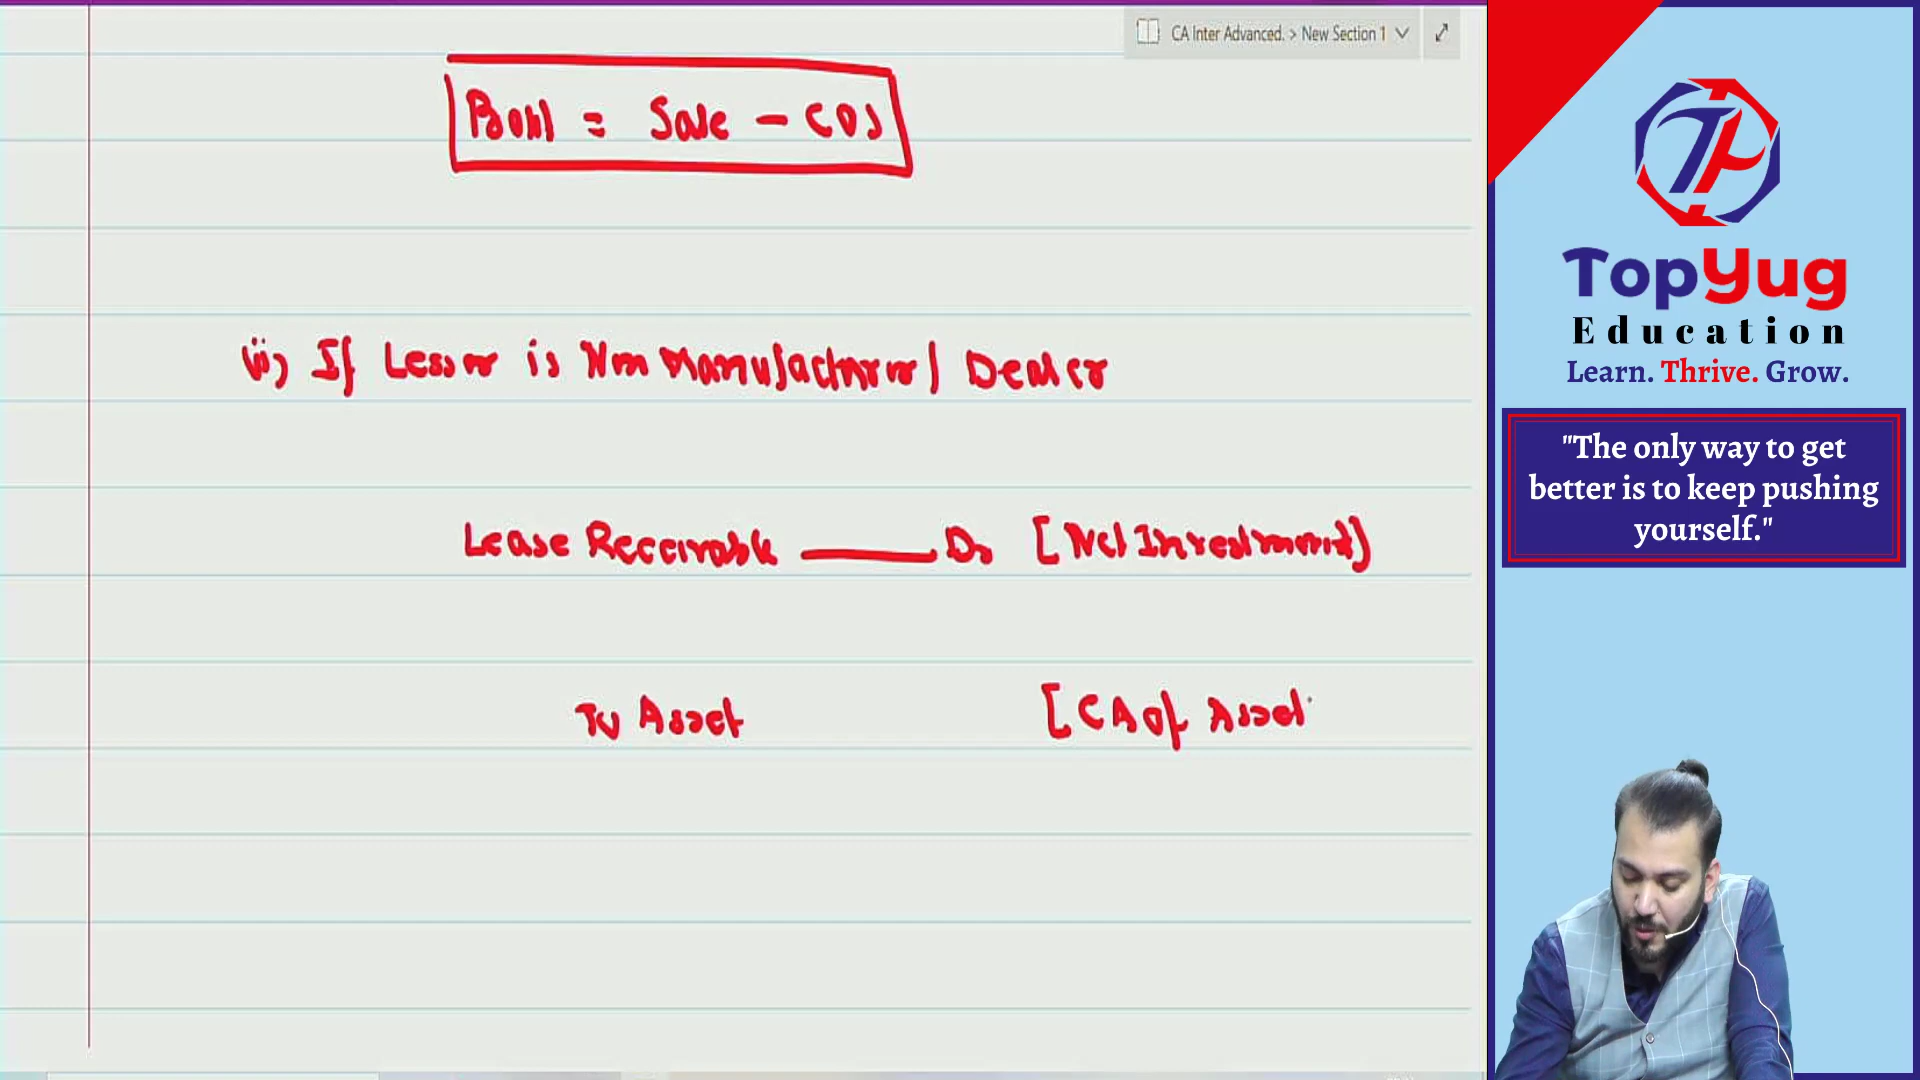 CA Inter Advanced. > New Section 1
Profit = Sale - COS
ii) If Lessor is Non Manufacturer / Dealer
Lease Receivable — Dr [Net Investment]
To Asset [CA of Asset
TopYug
Education
Learn. Thrive. Grow.
"The only way to get
better is to keep pushing
yourself."